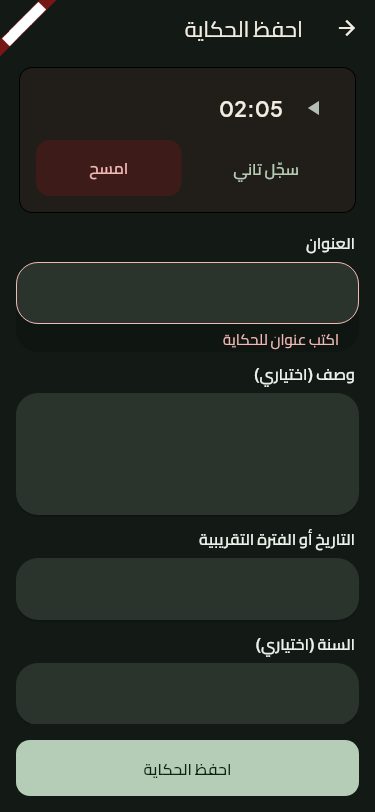 احفظ الحكاية
02:05
سجّل تاني
امسح
العنوان
اكتب عنوان للحكاية
وصف (اختياري)
التاريخ أو الفترة التقريبية
السنة (اختياري)
احفظ الحكاية